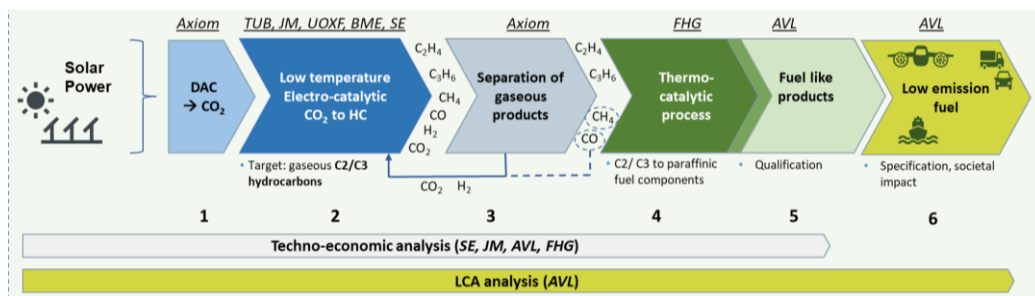 Axiom
TUB, JM, UOXF, BME, SE
Axiom
FHG
AVL
AVL
Solar
Power
DAC
→ CO₂
Low temperature
Electro-catalytic
CO₂ to HC
C₂H₄
C₃H₆
CH₄
CO
H₂
CO₂
Separation of
gaseous
products
C₂H₄
C₃H₆
CH₄
CO
Thermo-
catalytic
process
Fuel like
products
Low emission
fuel
• Target: gaseous C2/C3
hydrocarbons
CO₂ H₂
• C2/ C3 to paraffinic
fuel components
• Qualification
• Specification, societal
impact
1
2
3
4
5
6
Techno-economic analysis (SE, JM, AVL, FHG)
LCA analysis (AVL)